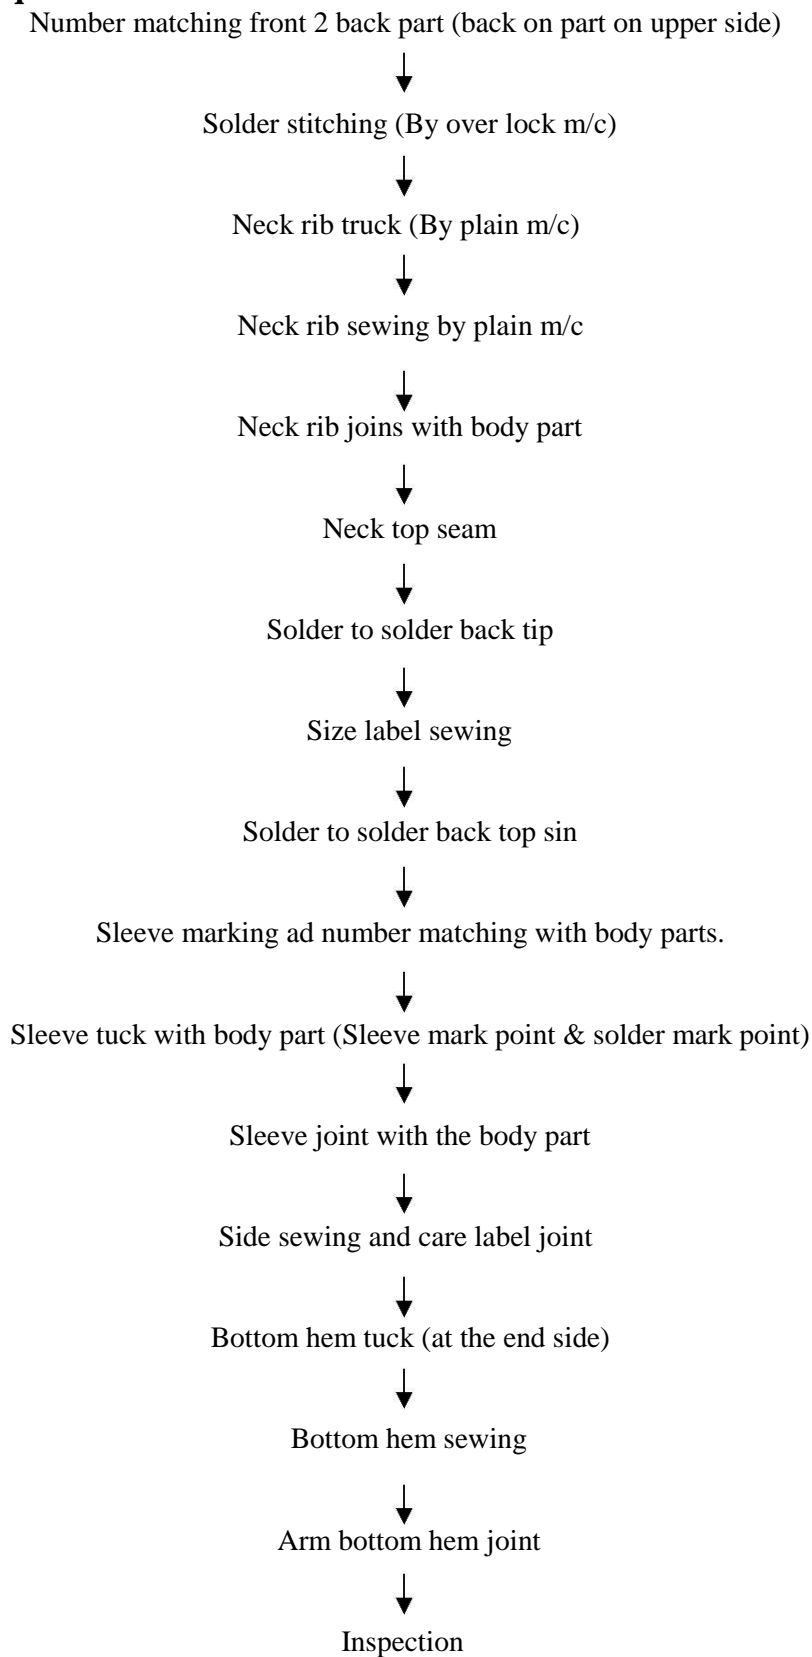 Number matching front 2 back part (back on part on upper side)
Solder stitching (By over lock m/c)
Neck rib truck (By plain m/c)
Neck rib sewing by plain m/c
Neck rib joins with body part
Neck top seam
Solder to solder back tip
Size label sewing
Solder to solder back top sin
Sleeve marking ad number matching with body parts.
Sleeve tuck with body part (Sleeve mark point & solder mark point)
Sleeve joint with the body part
Side sewing and care label joint
Bottom hem tuck (at the end side)
Bottom hem sewing
Arm bottom hem joint
Inspection